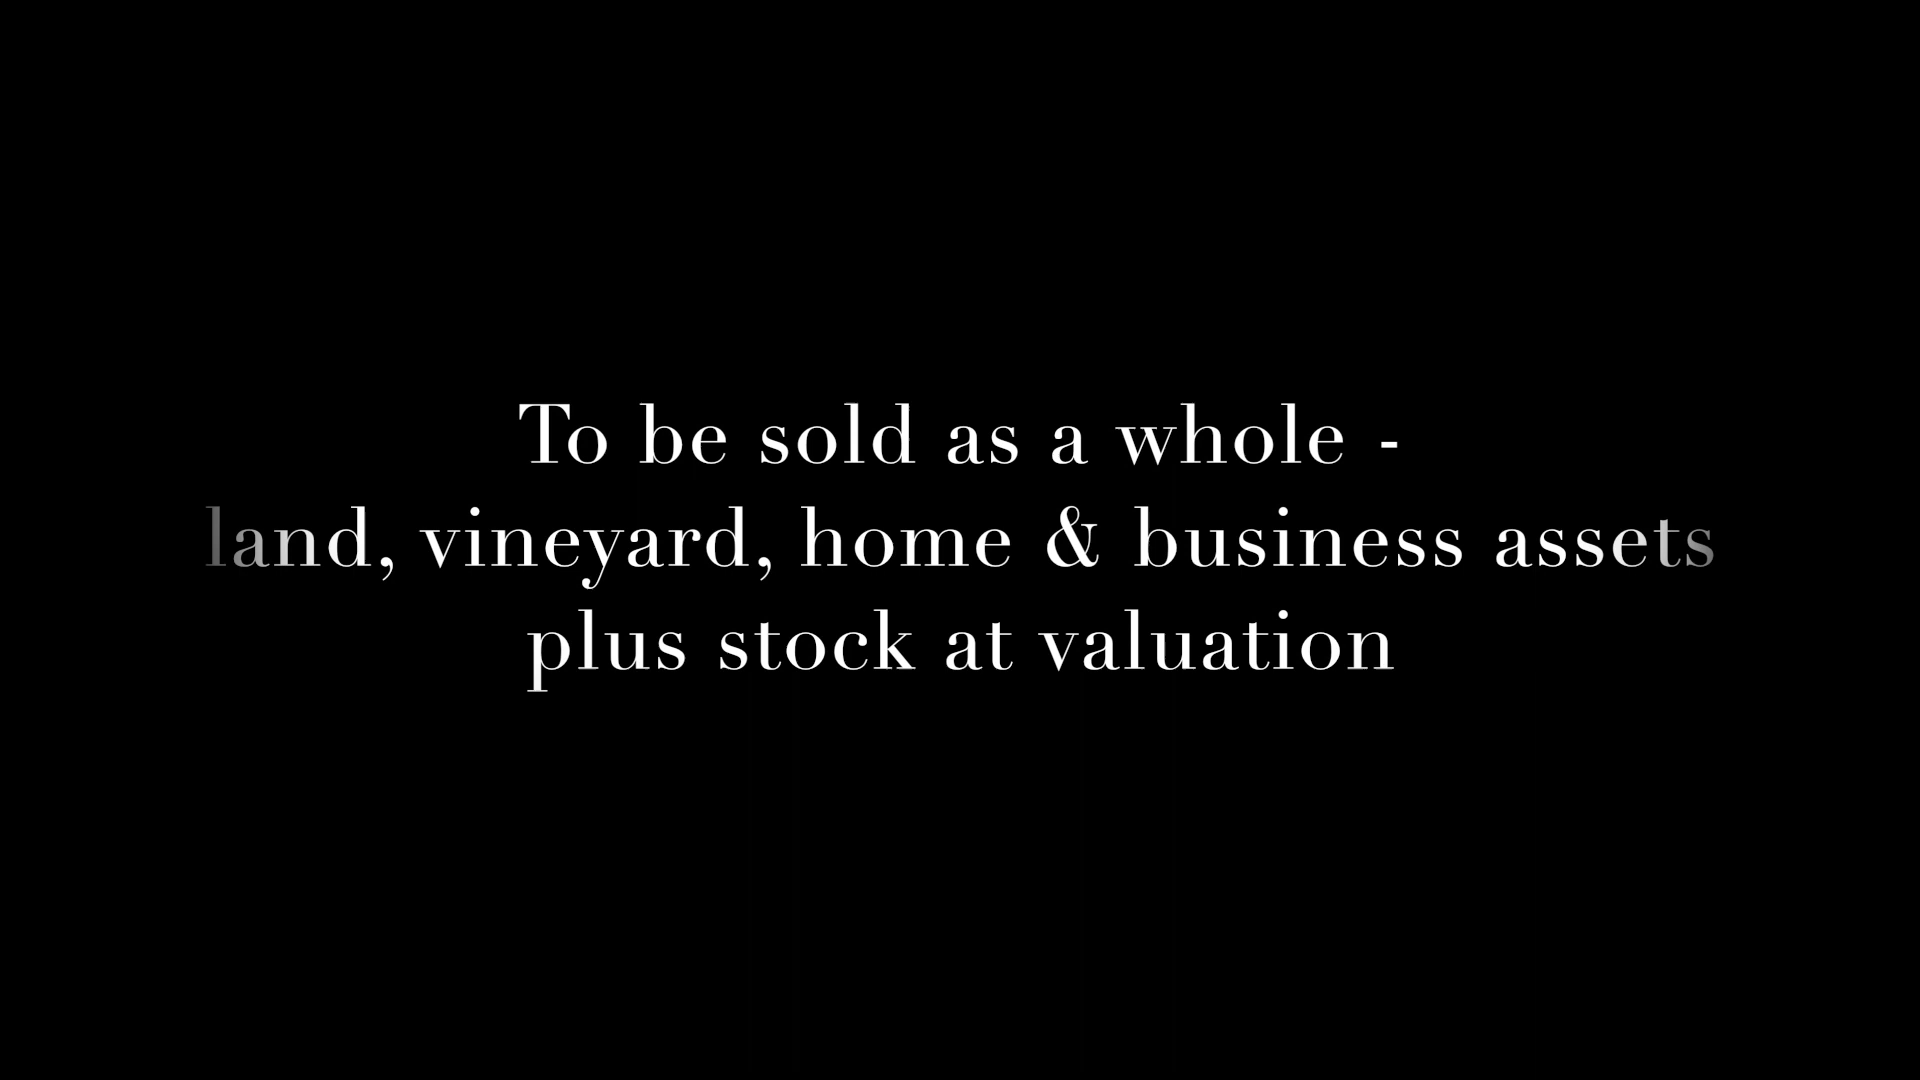 To be sold as a whole -
land, vineyard, home & business assets
plus stock at valuation